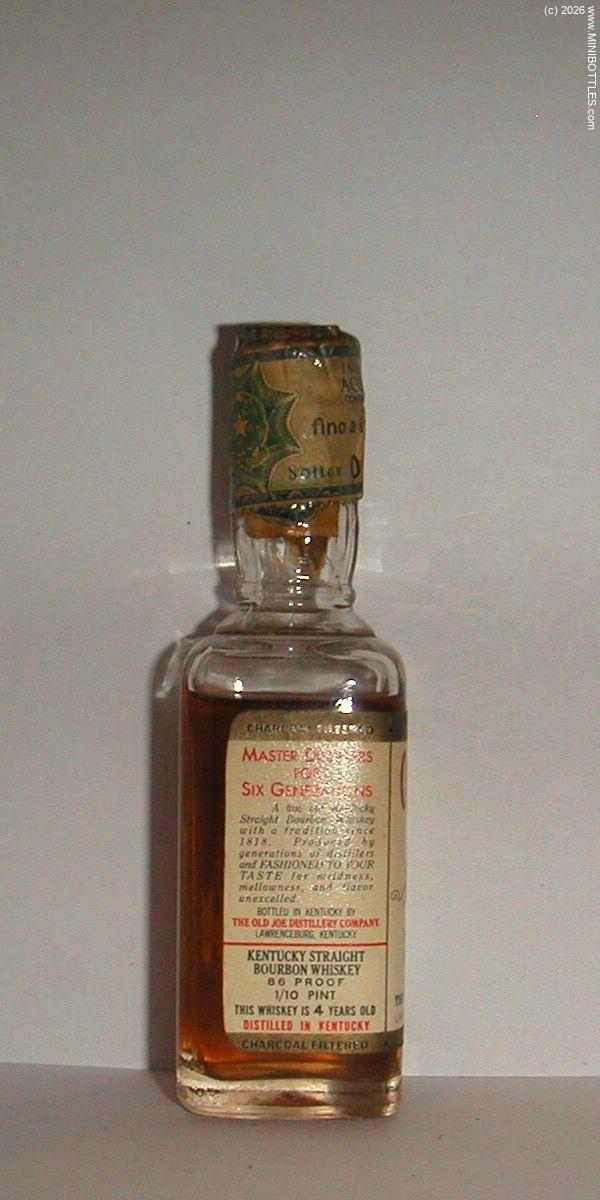 (c) 2026 www.MINIBOTTLES.com
fino a
Sottos D
CHARCOAL FILTERED
MASTER DISTILLERS
FOR
SIX GENERATIONS
A fine old Kentucky
Straight Bourbon Whiskey
with a tradition since
1818. Produced by
generations of distillers
and FASHIONED TO YOUR
TASTE for mildness,
mellowness, and flavor
unexcelled.
BOTTLED IN KENTUCKY BY
THE OLD JOE DISTILLERY COMPANY
LAWRENCEBURG, KENTUCKY
KENTUCKY STRAIGHT
BOURBON WHISKEY
86 PROOF
1/10 PINT
THIS WHISKEY IS 4 YEARS OLD
DISTILLED IN KENTUCKY
CHARCOAL FILTERED